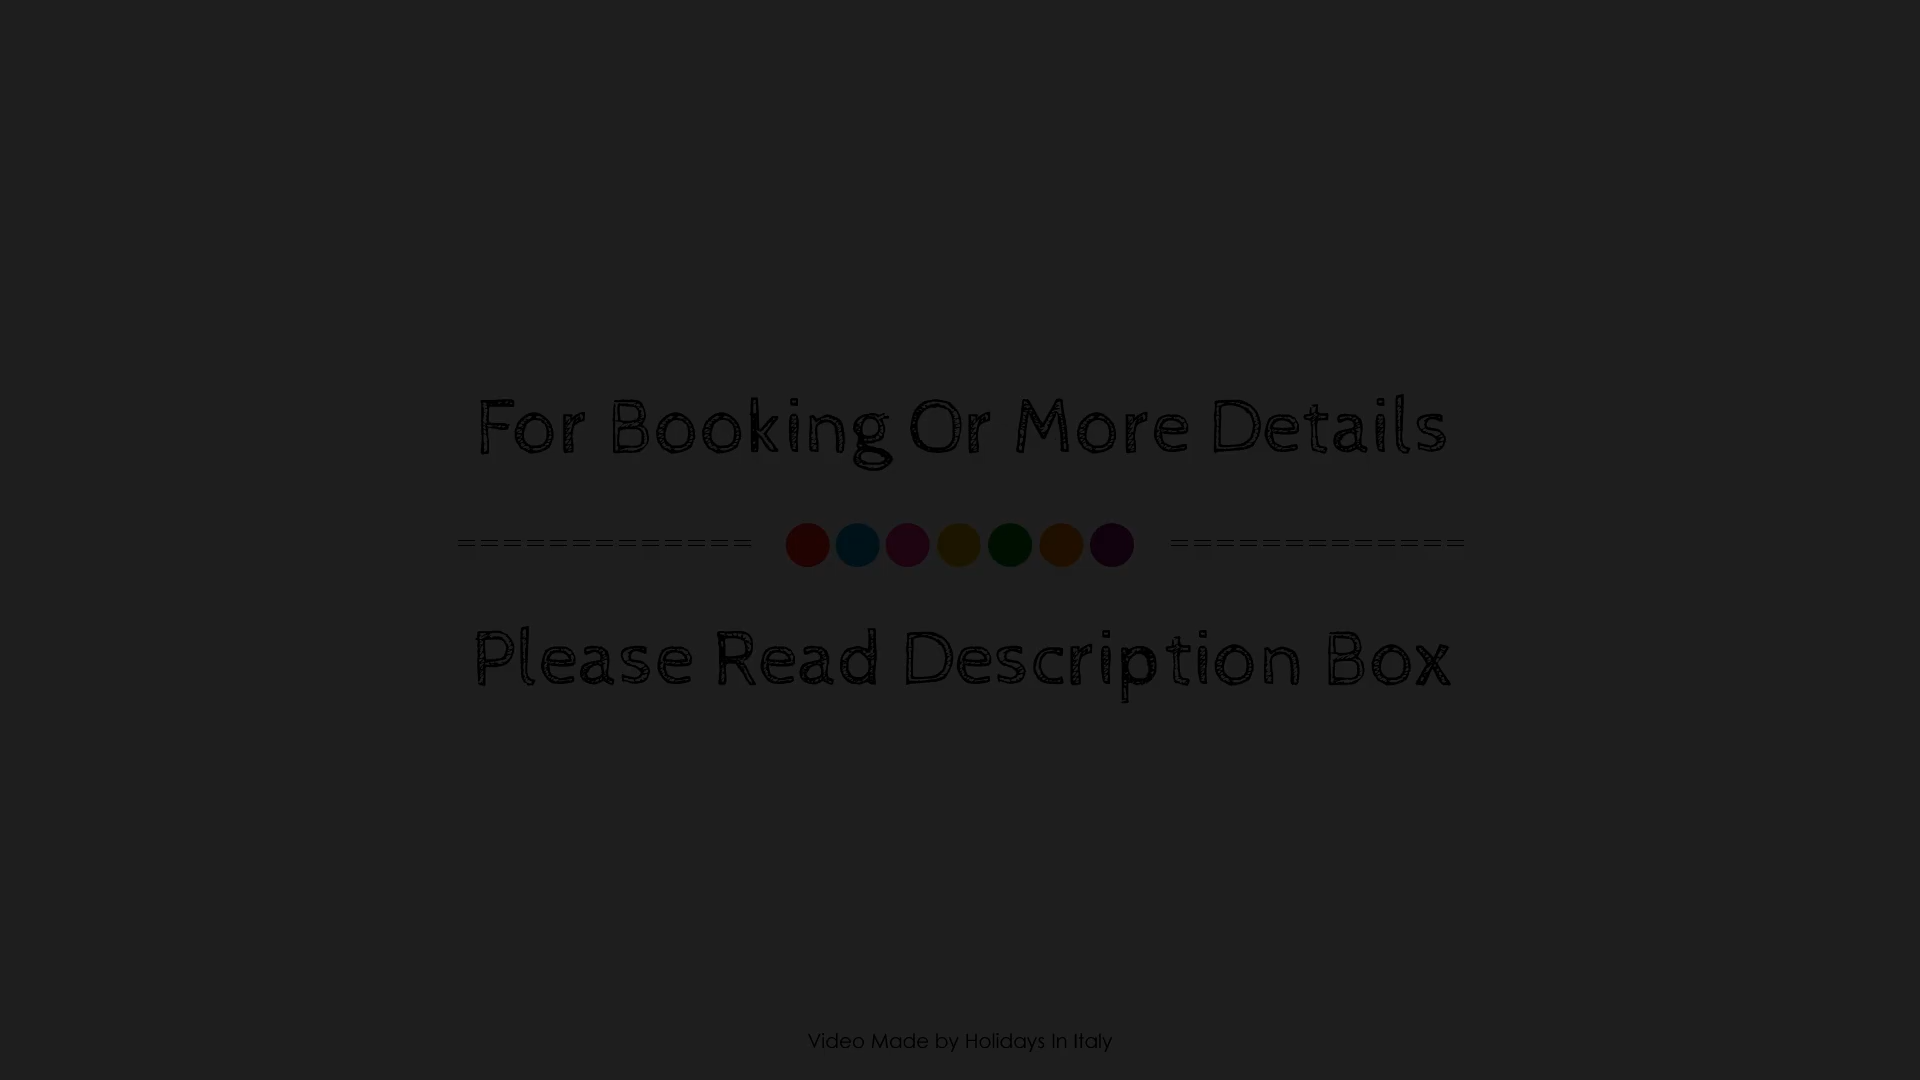 For Booking Or More Details
============= =============
Please Read Description Box
Video Made by Holidays In Italy